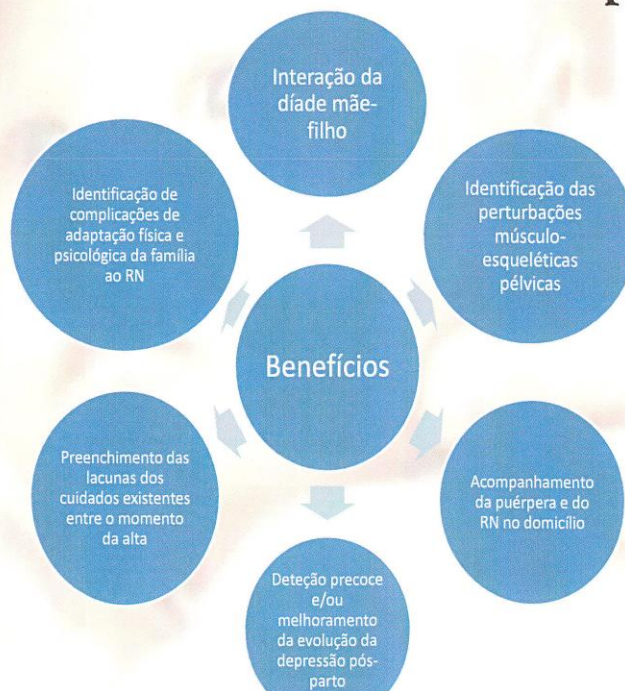 Interação da
díade mãe-
filho
Identificação das
perturbações
músculo-
esqueléticas
pélvicas
Acompanhamento
da puérpera e do
RN no domicílio
Deteção precoce
e/ou
melhoramento
da evolução da
depressão pós-
parto
Preenchimento das
lacunas dos
cuidados existentes
entre o momento
da alta
Identificação de
complicações de
adaptação física e
psicológica da família
ao RN
Benefícios